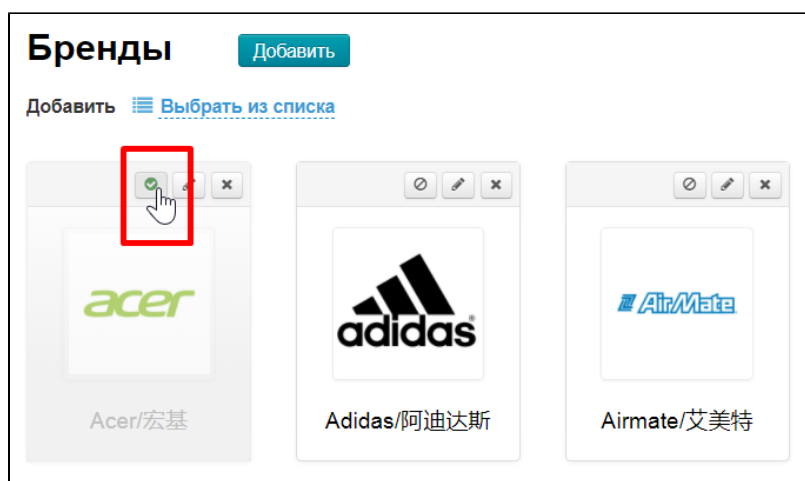 Бренды
Добавить
Добавить Выбрать из списка
acer
adidas
AirMate
Acer/宏基
Adidas/阿迪达斯
Airmate/艾美特